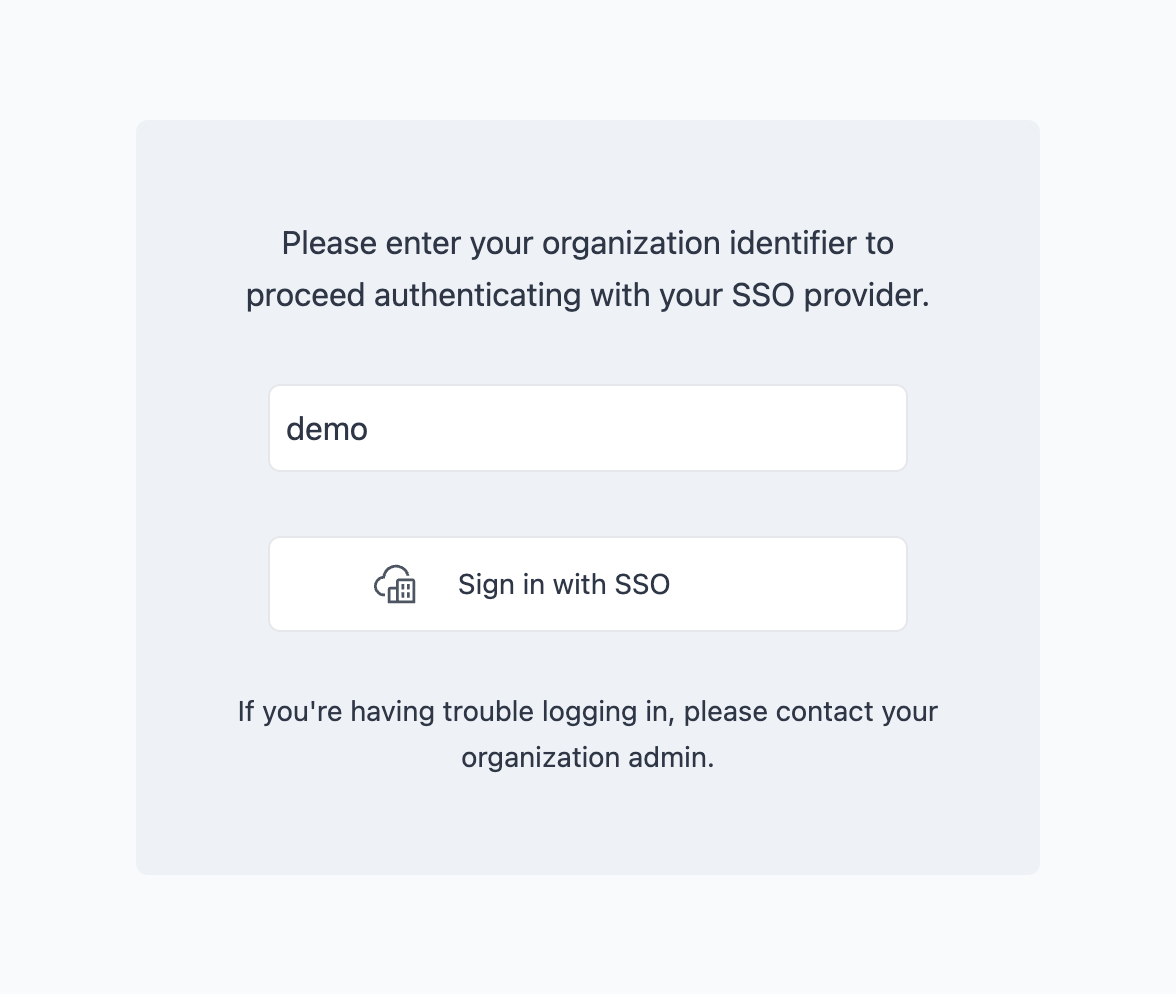 Please enter your organization identifier to
proceed authenticating with your SSO provider.
demo
Sign in with SSO
If you're having trouble logging in, please contact your
organization admin.